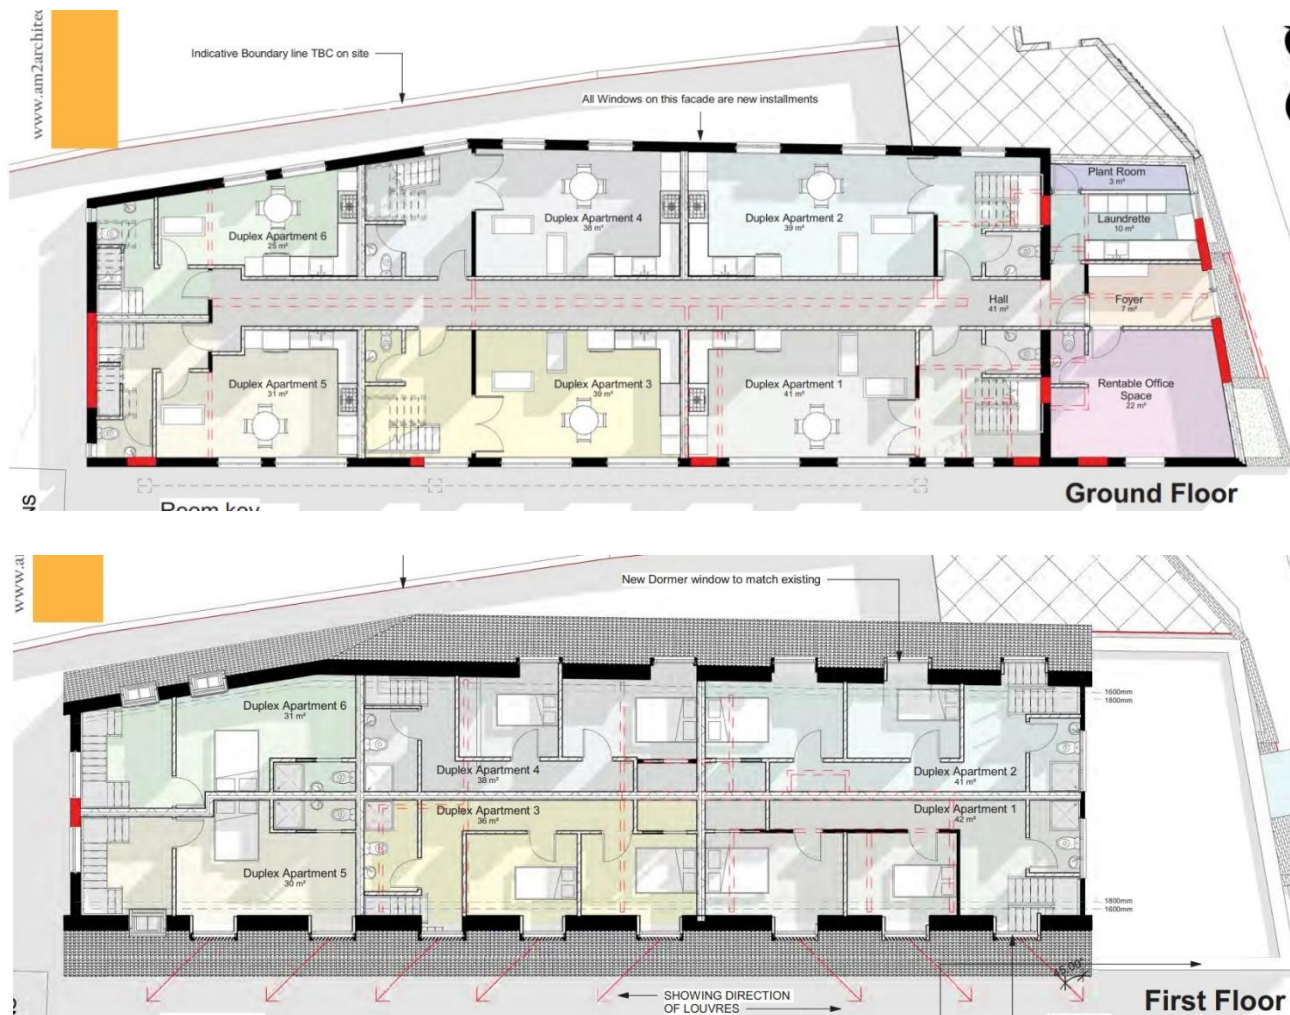 www.am2architec
Indicative Boundary line TBC on site
All Windows on this facade are new installments
Plant Room
3 m²
Laundrette
10 m²
Duplex Apartment 6
25 m²
Duplex Apartment 4
38 m²
Duplex Apartment 2
39 m²
Hall
41 m²
Foyer
7 m²
Duplex Apartment 5
31 m²
Duplex Apartment 3
39 m²
Duplex Apartment 1
41 m²
Rentable Office
Space
22 m²
Ground Floor
Room key
www.a
New Dormer window to match existing
1600mm
1800mm
Duplex Apartment 6
31 m²
Duplex Apartment 4
38 m²
Duplex Apartment 2
41 m²
Duplex Apartment 3
36 m²
Duplex Apartment 1
42 m²
Duplex Apartment 5
30 m²
1800mm
1600mm
45.00°
SHOWING DIRECTION
OF LOUVRES
First Floor